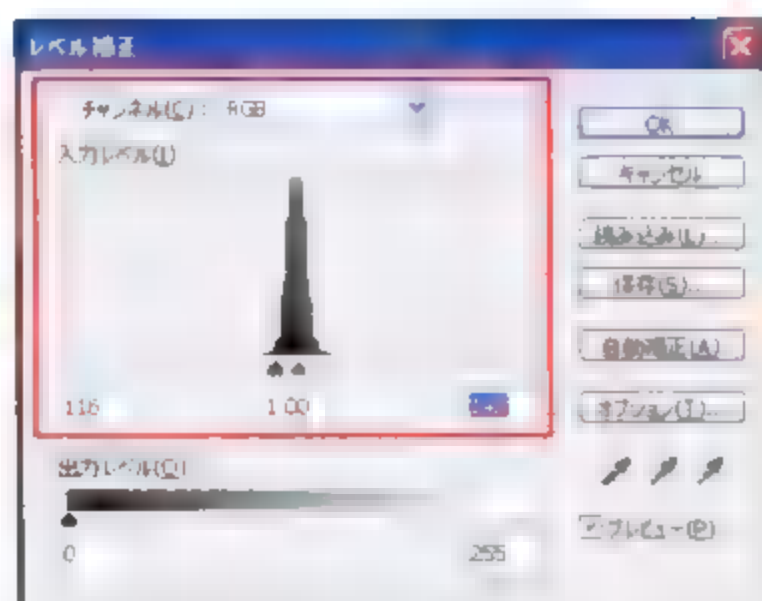 レベル補正
チャンネル(C): RGB
入力レベル(I)
116 1.00
出力レベル(O)
0 255
OK
キャンセル
読み込み(L)...
保存(S)...
自動補正(A)
オプション(T)...
プレビュー(P)